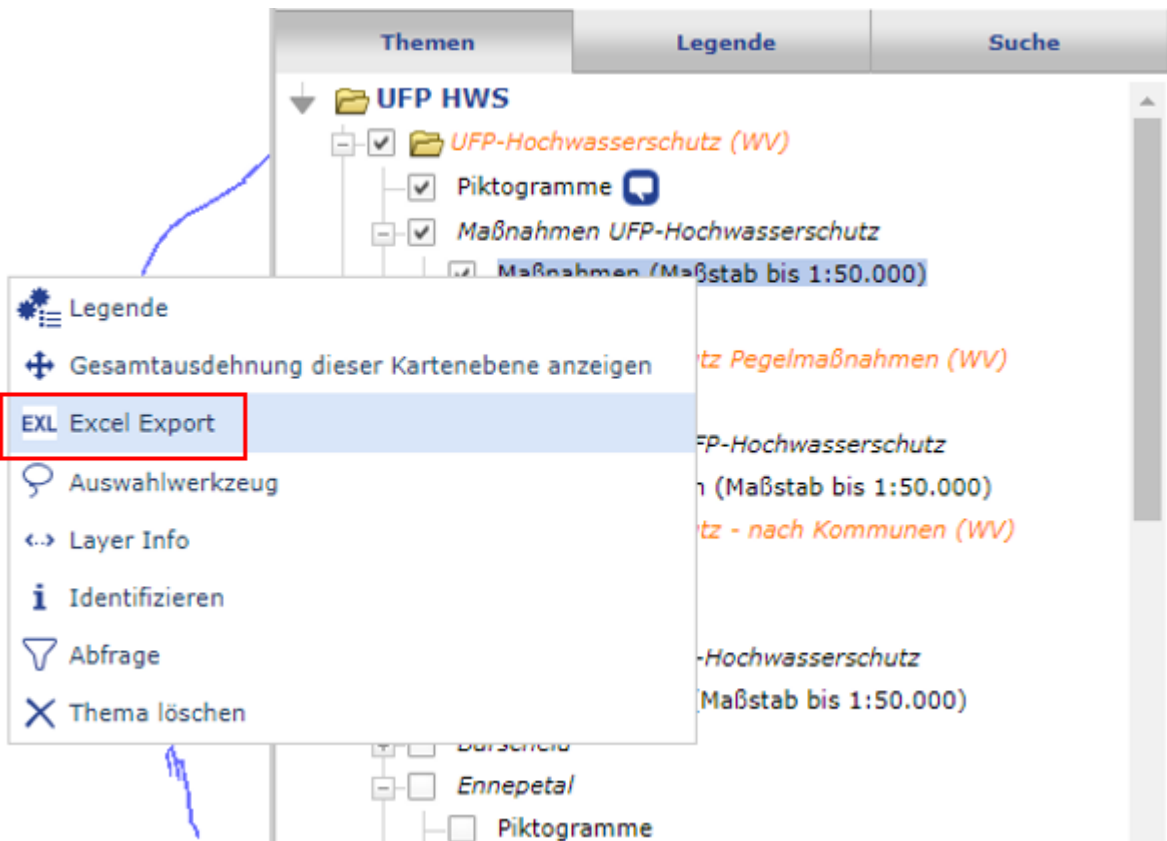 Themen Legende Suche
UFP HWS
UFP-Hochwasserschutz (WV)
Piktogramme
Maßnahmen UFP-Hochwasserschutz
Maßnahmen (Maßstab bis 1:50.000)
Legende
Gesamtausdehnung dieser Kartenebene anzeigen
tz Pegelmaßnahmen (WV)
EXL Excel Export
FP-Hochwasserschutz
Auswahlwerkzeug
(Maßstab bis 1:50.000)
Layer Info
tz - nach Kommunen (WV)
Identifizieren
Abfrage
-Hochwasserschutz
Thema löschen
(Maßstab bis 1:50.000)
Ennepetal
Piktogramme